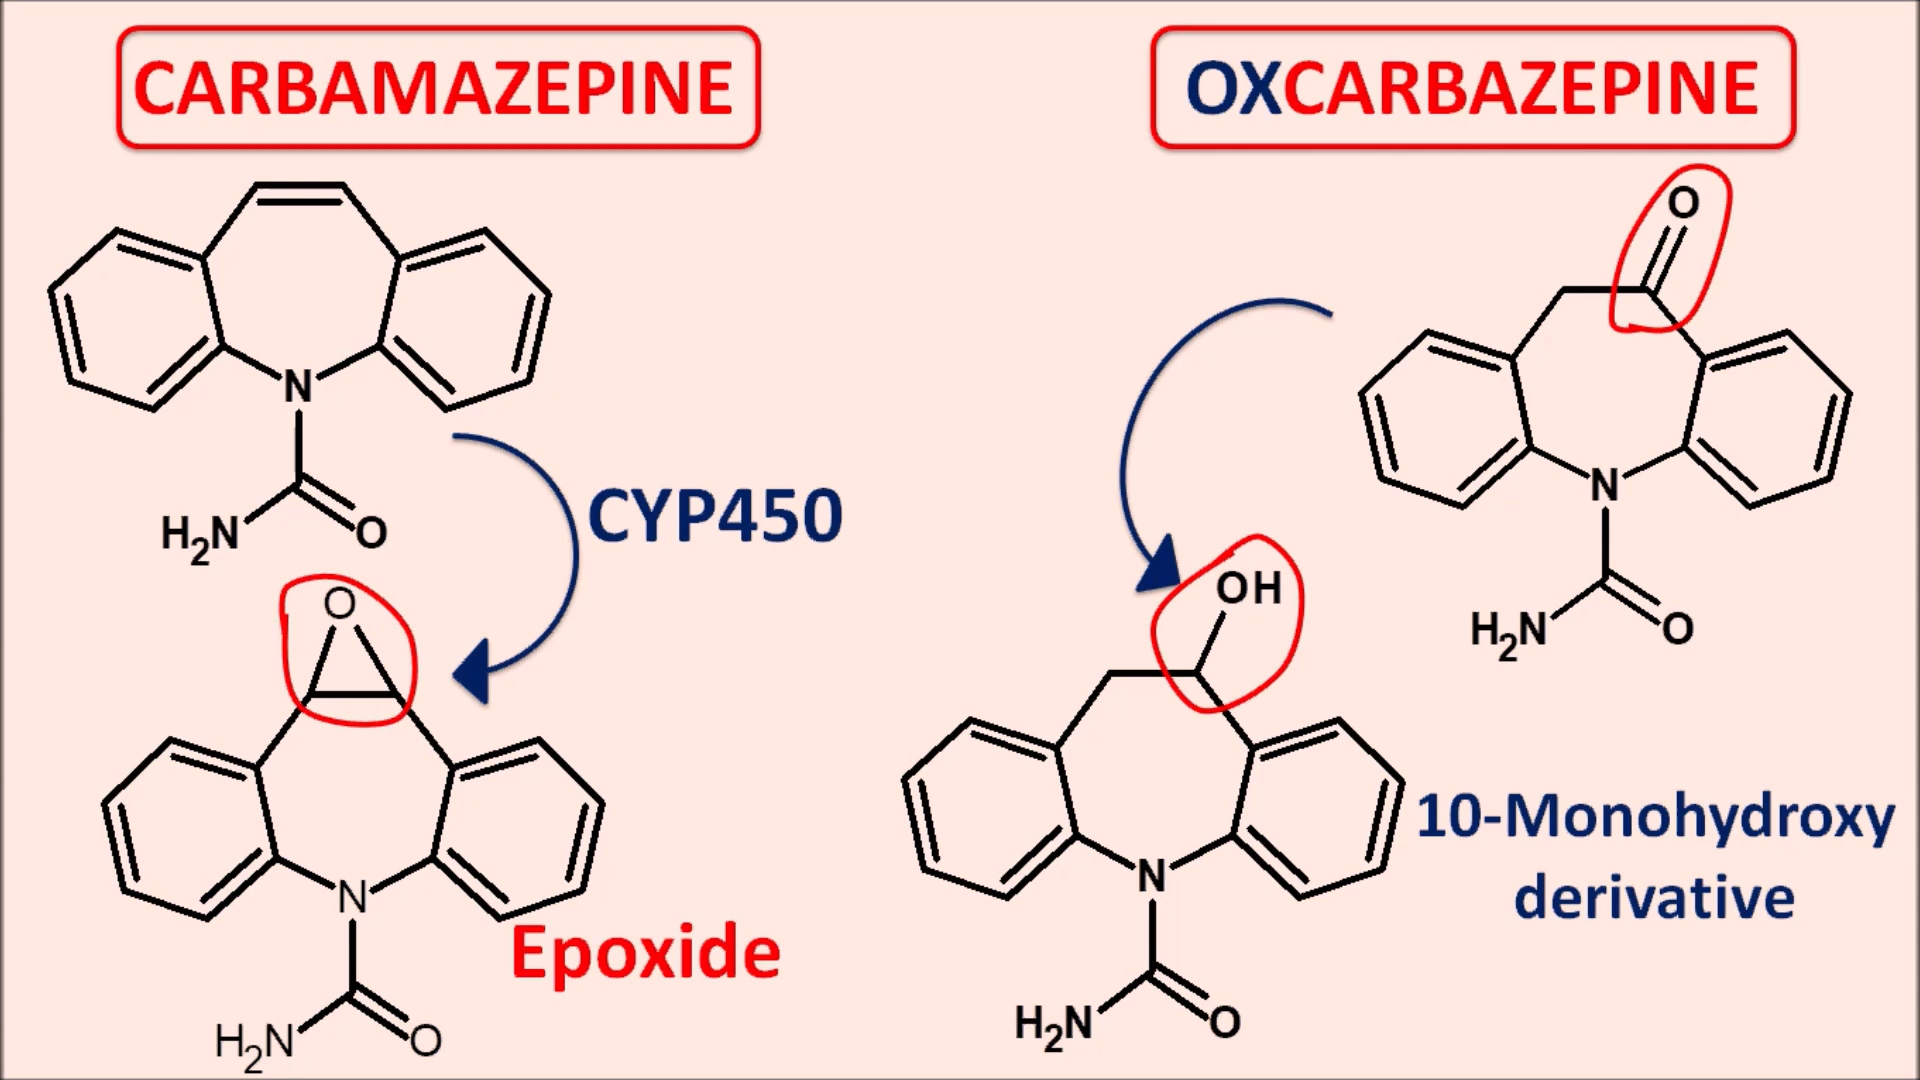 CARBAMAZEPINE
OXCARBAZEPINE
N
H2N
O
CYP450
O
N
H2N
O
Epoxide
O
N
H2N
O
OH
N
H2N
O
10-Monohydroxy
derivative